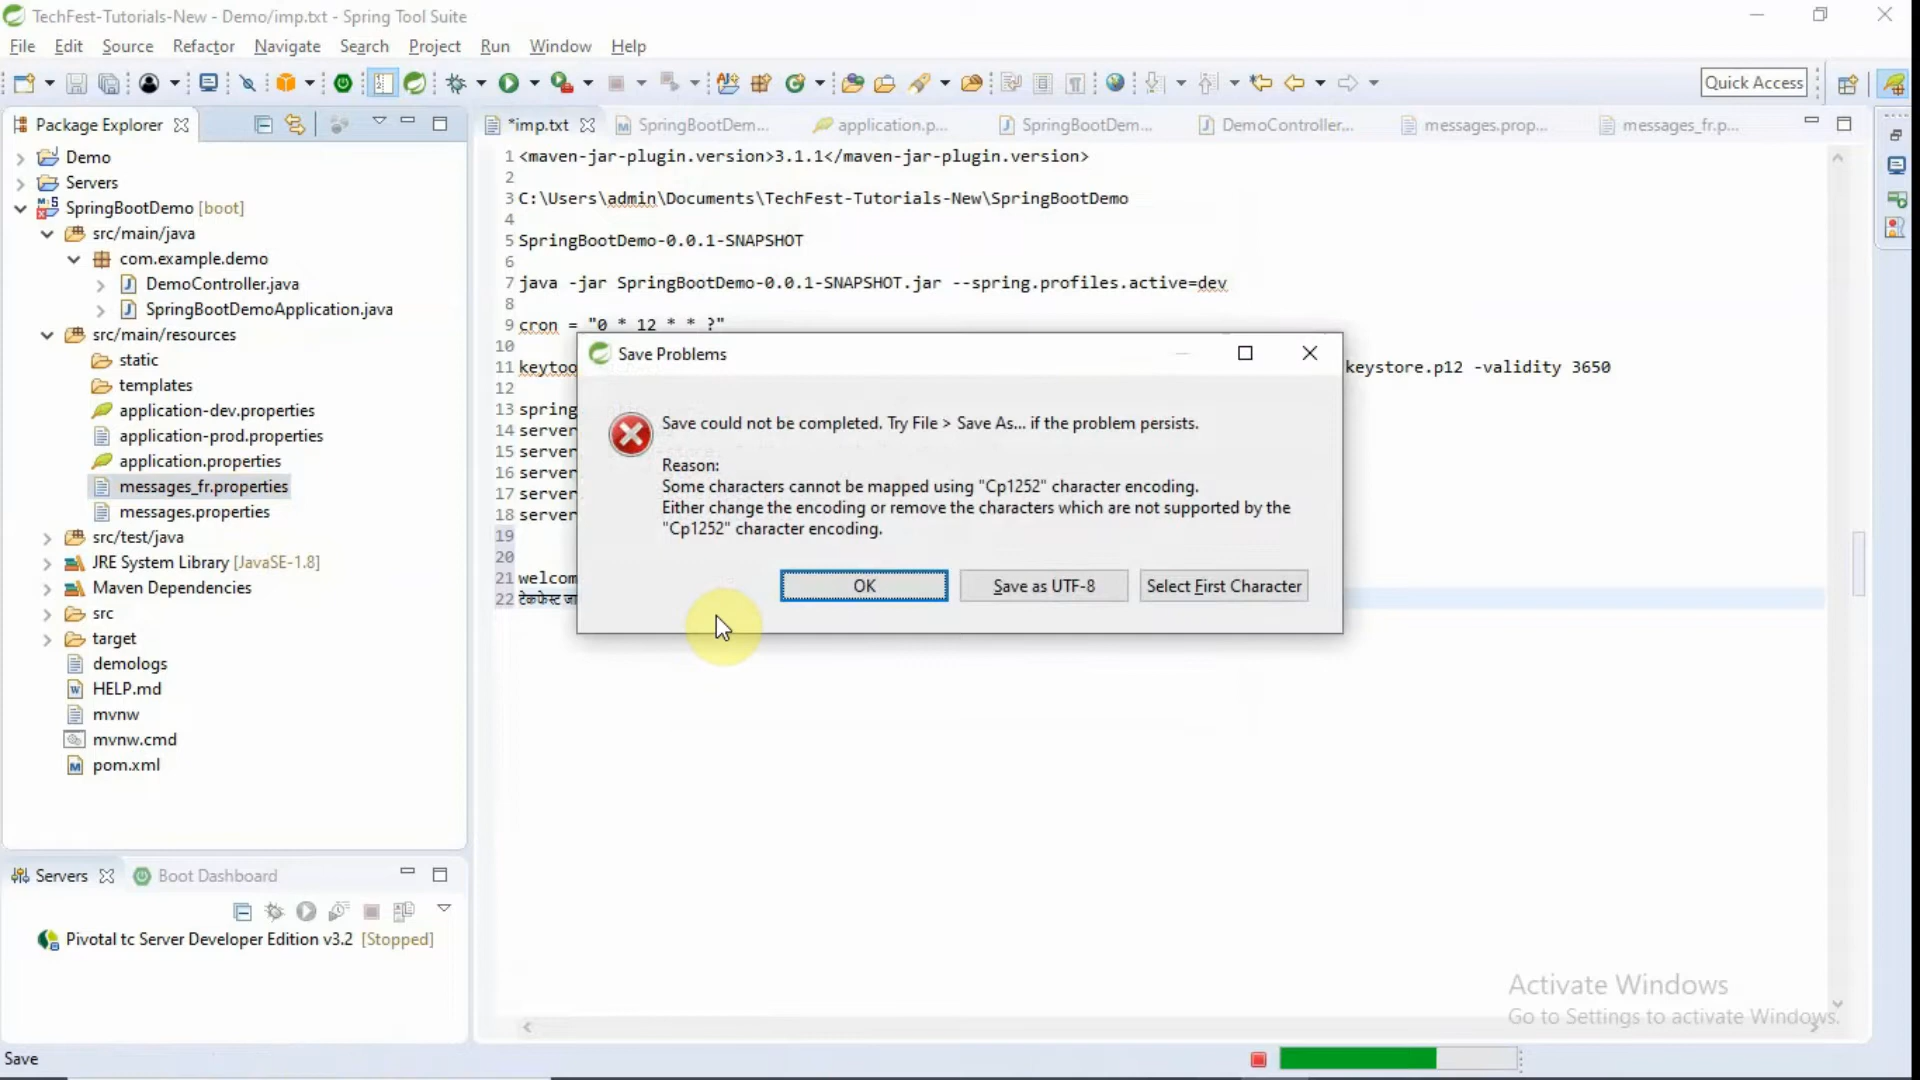 TechFest-Tutorials-New - Demo/imp.txt - Spring Tool Suite
File Edit Source Refactor Navigate Search Project Run Window Help
Quick Access
Package Explorer
*imp.txt SpringBootDem... application.p... SpringBootDem... DemoController... messages.prop... messages_fr.p...
Demo
Servers
SpringBootDemo [boot]
src/main/java
com.example.demo
DemoController.java
SpringBootDemoApplication.java
src/main/resources
static
templates
application-dev.properties
application-prod.properties
application.properties
messages_fr.properties
messages.properties
src/test/java
JRE System Library [JavaSE-1.8]
Maven Dependencies
src
target
demologs
HELP.md
mvnw
mvnw.cmd
pom.xml
1 <maven-jar-plugin.version>3.1.1</maven-jar-plugin.version>
2
3 C:\Users\admin\Documents\TechFest-Tutorials-New\SpringBootDemo
4
5 SpringBootDemo-0.0.1-SNAPSHOT
6
7 java -jar SpringBootDemo-0.0.1-SNAPSHOT.jar --spring.profiles.active=dev
8
9 cron = "0 * 12 * * ?"
10
11 keytoo keystore.p12 -validity 3650
12
13 spring
14 server
15 server
16 server
17 server
18 server
19
20
21 welcom
22 टेकफेस्ट जा
Save Problems
Save could not be completed. Try File > Save As... if the problem persists.
Reason:
Some characters cannot be mapped using "Cp1252" character encoding.
Either change the encoding or remove the characters which are not supported by the
"Cp1252" character encoding.
OK Save as UTF-8 Select First Character
Servers Boot Dashboard
Pivotal tc Server Developer Edition v3.2 [Stopped]
Activate Windows
Go to Settings to activate Windows.
Save